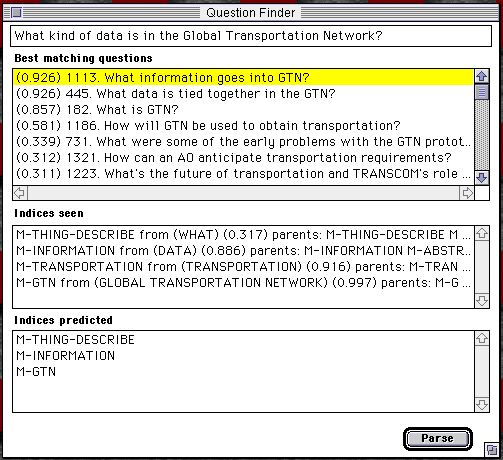 Question Finder
What kind of data is in the Global Transportation Network?
Best matching questions
(0.926) 1113. What information goes into GTN?
(0.926) 445. What data is tied together in the GTN?
(0.857) 182. What is GTN?
(0.581) 1186. How will GTN be used to obtain transportation?
(0.339) 731. What were some of the early problems with the GTN protot...
(0.312) 1321. How can an AO anticipate transportation requirements?
(0.311) 1223. What's the future of transportation and TRANSCOM's role ...
Indices seen
M-THING-DESCRIBE from (WHAT) (0.317) parents: M-THING-DESCRIBE M ...
M-INFORMATION from (DATA) (0.886) parents: M-INFORMATION M-ABSTR...
M-TRANSPORTATION from (TRANSPORTATION) (0.916) parents: M-TRAN ...
M-GTN from (GLOBAL TRANSPORTATION NETWORK) (0.997) parents: M-G ...
Indices predicted
M-THING-DESCRIBE
M-INFORMATION
M-GTN
Parse